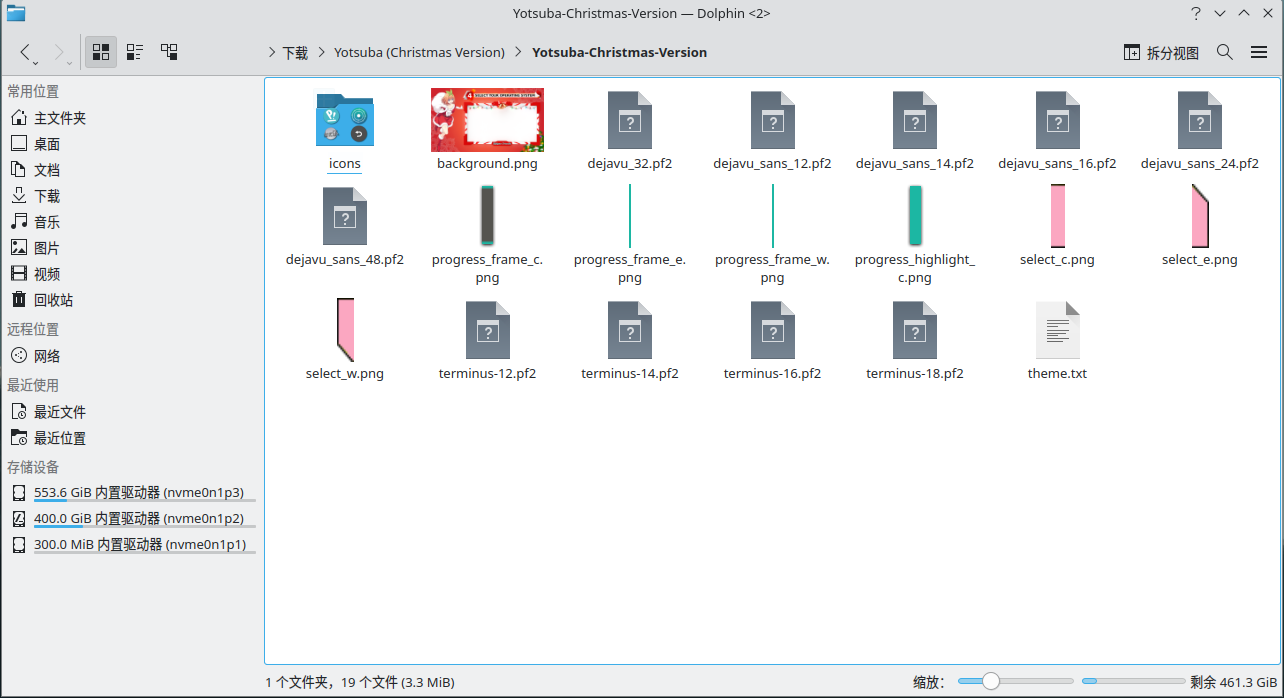 Yotsuba-Christmas-Version — Dolphin <2>
下载 Yotsuba (Christmas Version) Yotsuba-Christmas-Version
拆分视图
常用位置
主文件夹
桌面
文档
下载
音乐
图片
视频
回收站
远程位置
网络
最近使用
最近文件
最近位置
存储设备
553.6 GiB 内置驱动器 (nvme0n1p3)
400.0 GiB 内置驱动器 (nvme0n1p2)
300.0 MiB 内置驱动器 (nvme0n1p1)
SELECT YOUR OPERATING SYSTEM
icons
background.png
dejavu_32.pf2
dejavu_sans_12.pf2
dejavu_sans_14.pf2
dejavu_sans_16.pf2
dejavu_sans_24.pf2
dejavu_sans_48.pf2
progress_frame_c.
png
progress_frame_e.
png
progress_frame_w.
png
progress_highlight_
c.png
select_c.png
select_e.png
select_w.png
terminus-12.pf2
terminus-14.pf2
terminus-16.pf2
terminus-18.pf2
theme.txt
1 个文件夹，19 个文件 (3.3 MiB)
缩放：
剩余 461.3 GiB